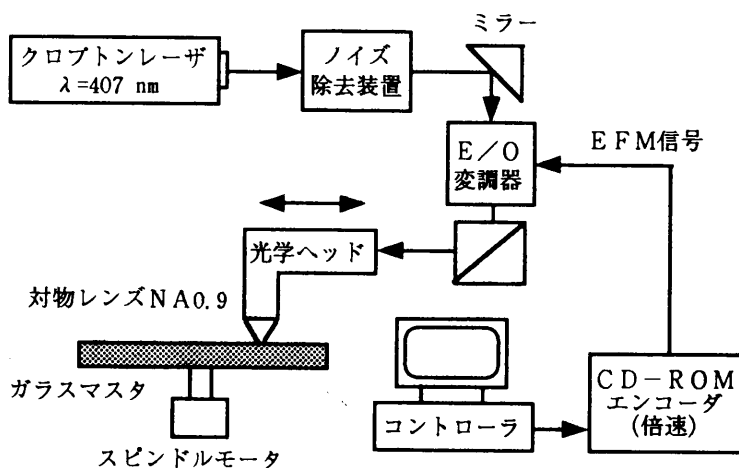 ミラー
クロプトンレーザ
λ=407 nm
ノイズ
除去装置
E/O
変調器
EFM信号
光学ヘッド
対物レンズNA0.9
ガラスマスタ
スピンドルモータ
コントローラ
CD-ROM
エンコーダ
(倍速)